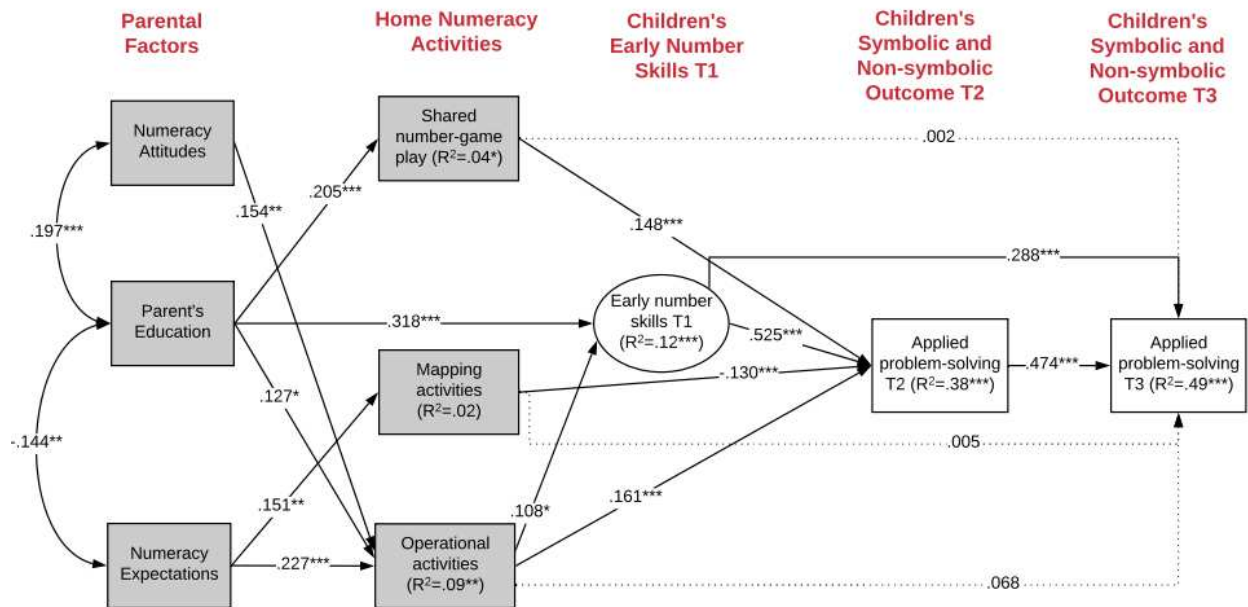 Parental
Factors
Home Numeracy
Activities
Children's
Early Number
Skills T1
Children's
Symbolic and
Non-symbolic
Outcome T2
Children's
Symbolic and
Non-symbolic
Outcome T3
Numeracy
Attitudes
Shared
number-game
play (R²=.04*)
.002
.205***
.154**
.197***
.148***
.288***
Parent's
Education
.318***
Early number
skills T1
(R²=.12***)
.525***
Applied
problem-solving
T2 (R²=.38***)
.474***
Applied
problem-solving
T3 (R²=.49***)
Mapping
activities
(R²=.02)
-.130***
.127*
-.144**
.005
.151**
.108*
.161***
Numeracy
Expectations
.227***
Operational
activities
(R²=.09**)
.068